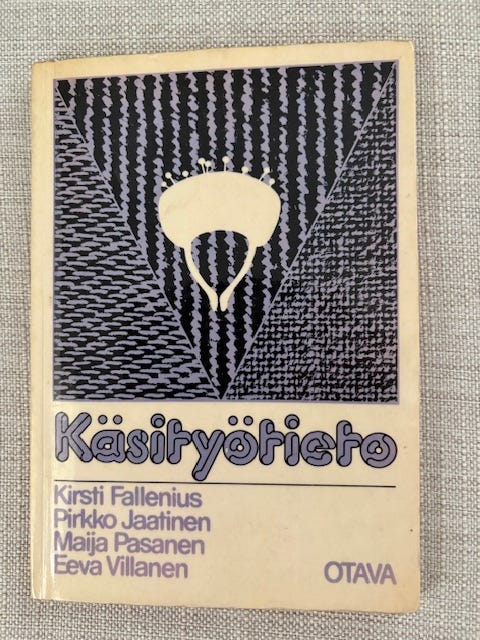 Käsityötieto
Kirsti Fallenius
Pirkko Jaatinen
Maija Pasanen
Eeva Villanen
OTAVA